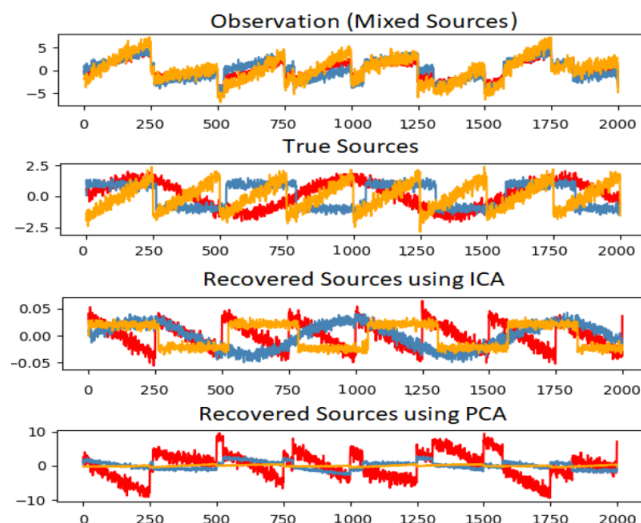 Observation (Mixed Sources)
5
0
−5
0 250 500 750 1000 1250 1500 1750 2000
True Sources
2.5
0.0
−2.5
0 250 500 750 1000 1250 1500 1750 2000
Recovered Sources using ICA
0.05
0.00
−0.05
0 250 500 750 1000 1250 1500 1750 2000
Recovered Sources using PCA
10
0
−10
0 250 500 750 1000 1250 1500 1750 2000